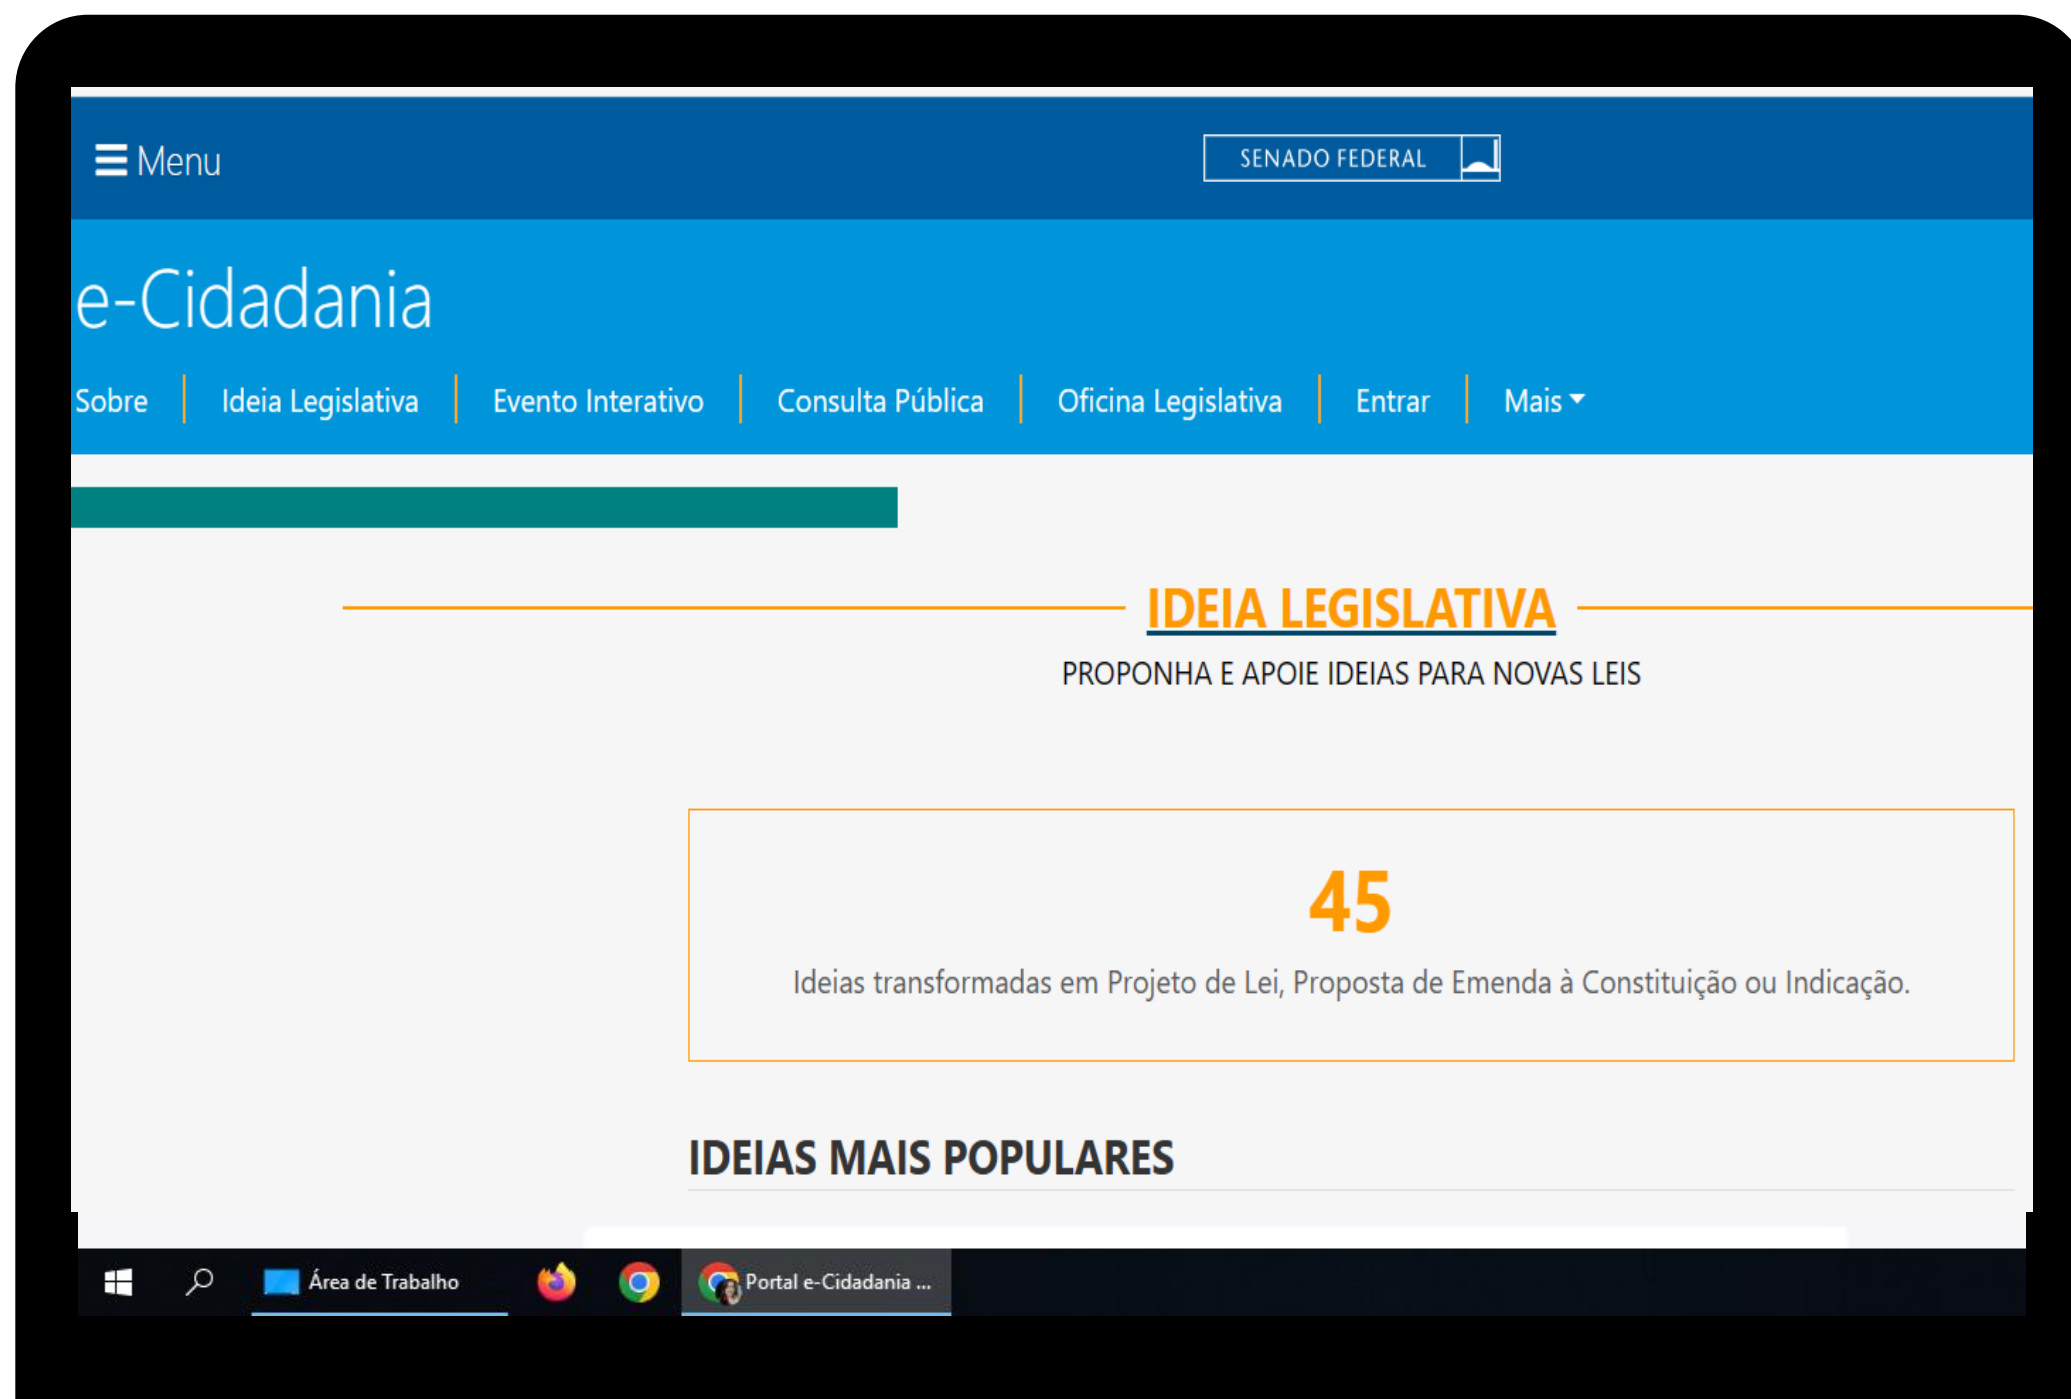 Menu
SENADO FEDERAL
e-Cidadania
Sobre
Ideia Legislativa
Evento Interativo
Consulta Pública
Oficina Legislativa
Entrar
Mais
IDEIA LEGISLATIVA
PROPONHA E APOIE IDEIAS PARA NOVAS LEIS
45
Ideias transformadas em Projeto de Lei, Proposta de Emenda à Constituição ou Indicação.
IDEIAS MAIS POPULARES
Área de Trabalho
Portal e-Cidadania ...